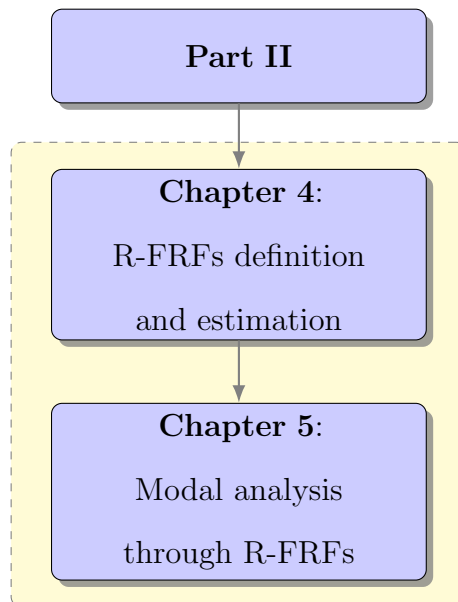 Part II
Chapter 4:
R-FRFs definition
and estimation
Chapter 5:
Modal analysis
through R-FRFs